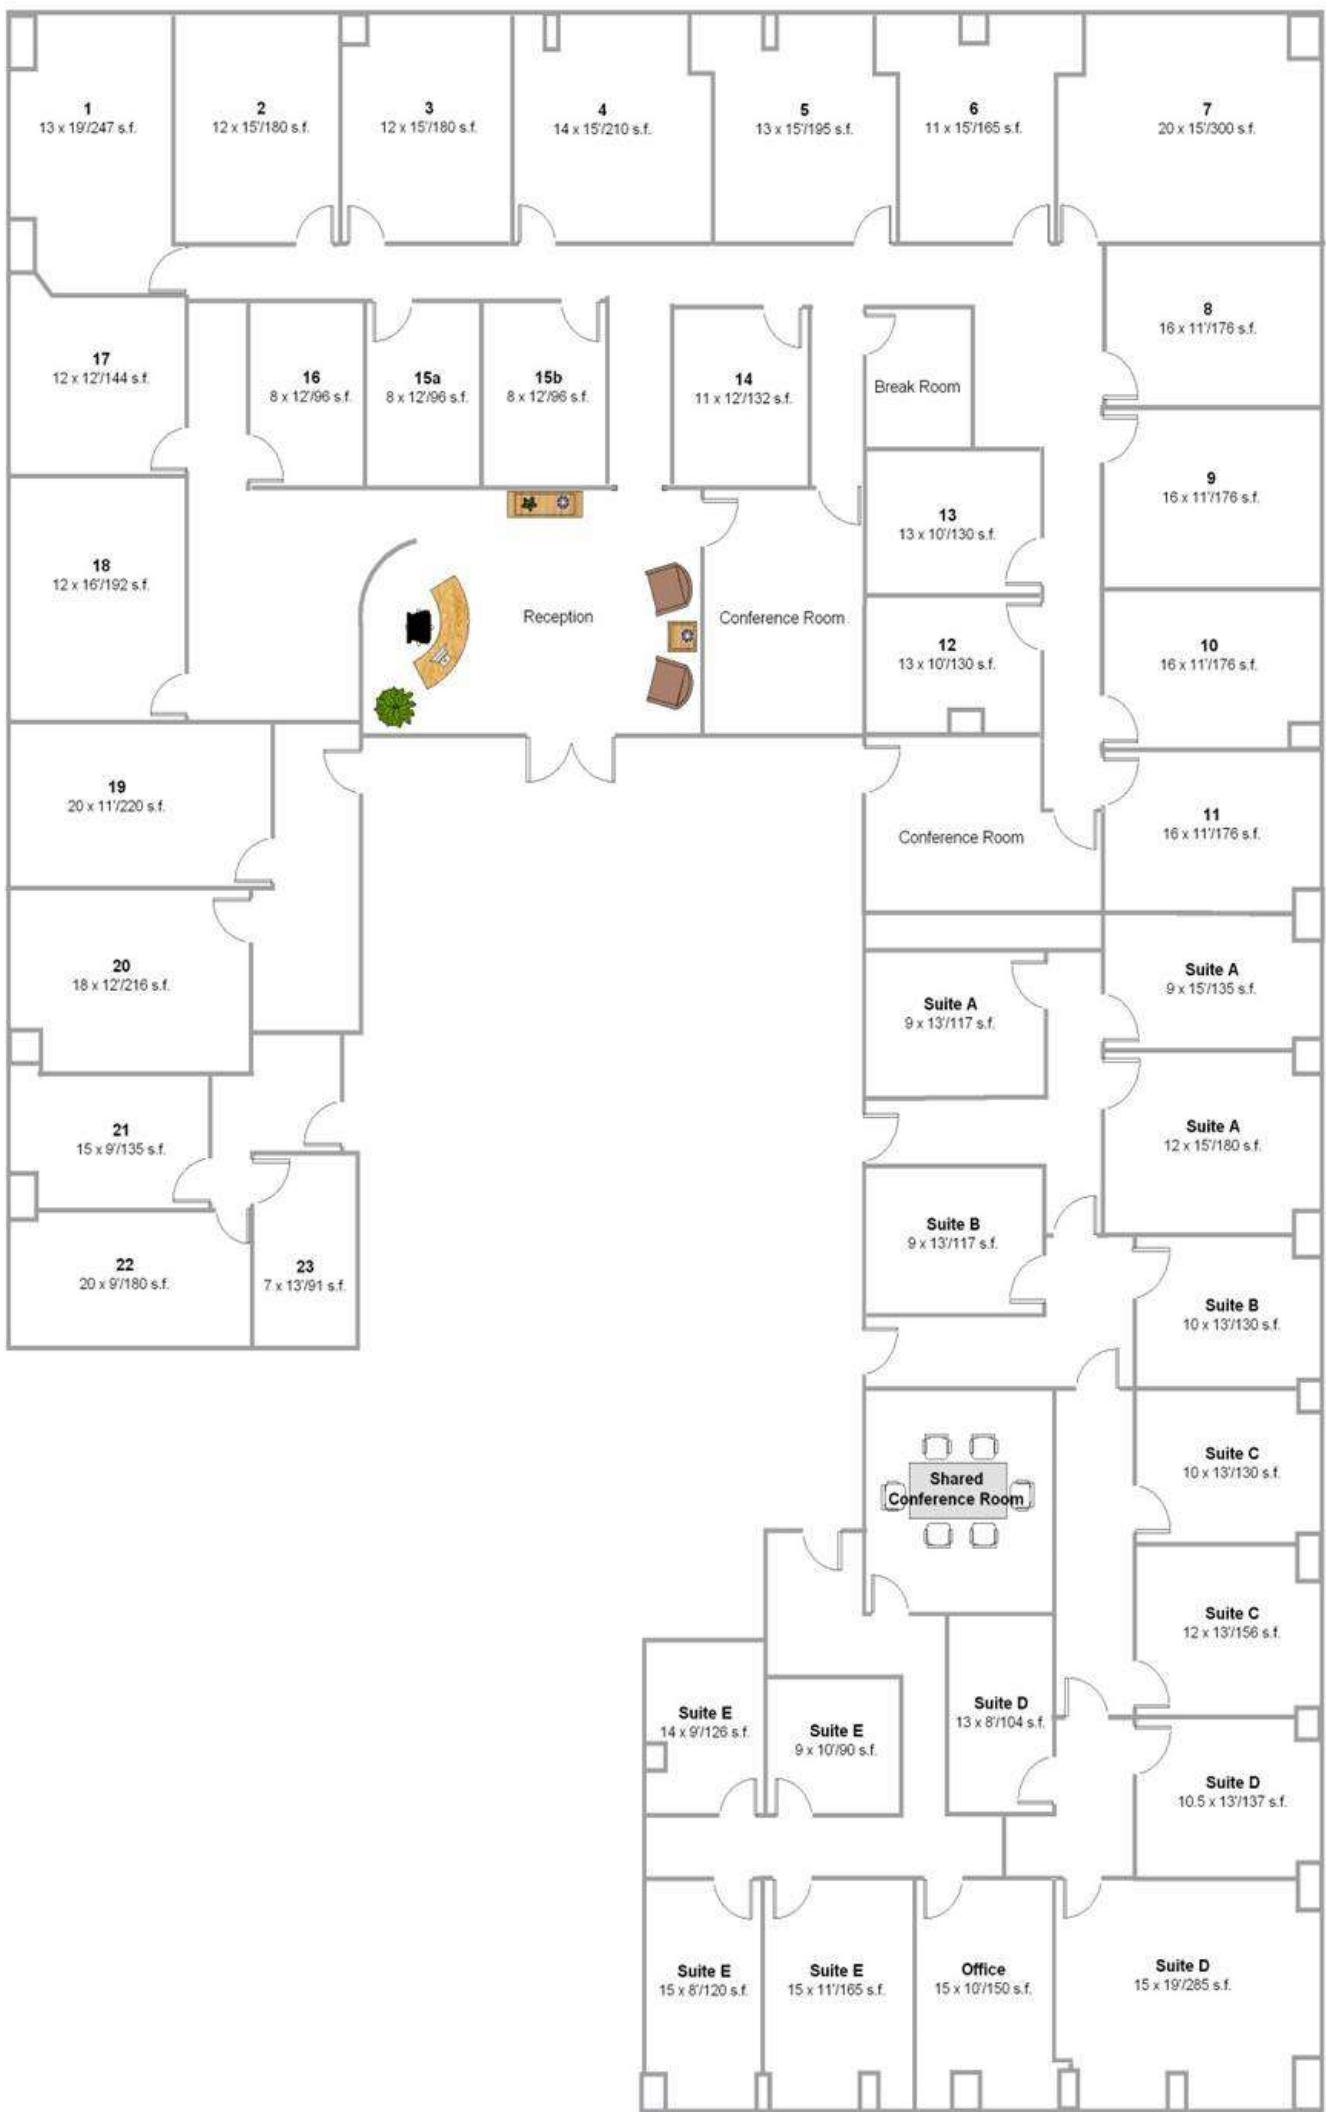 1
13 x 19'/247 s.f.
2
12 x 15'/180 s.f.
3
12 x 15'/180 s.f.
4
14 x 15'/210 s.f.
5
13 x 15'/195 s.f.
6
11 x 15'/165 s.f.
7
20 x 15'/300 s.f.
8
16 x 11'/176 s.f.
17
12 x 12'/144 s.f.
16
8 x 12'/96 s.f.
15a
8 x 12'/96 s.f.
15b
8 x 12'/96 s.f.
14
11 x 12'/132 s.f.
Break Room
9
16 x 11'/176 s.f.
13
13 x 10'/130 s.f.
18
12 x 16'/192 s.f.
Reception
Conference Room
12
13 x 10'/130 s.f.
10
16 x 11'/176 s.f.
19
20 x 11'/220 s.f.
Conference Room
11
16 x 11'/176 s.f.
20
18 x 12'/216 s.f.
Suite A
9 x 13'/117 s.f.
Suite A
9 x 15'/135 s.f.
21
15 x 9'/135 s.f.
Suite A
12 x 15'/180 s.f.
22
20 x 9'/180 s.f.
23
7 x 13'/91 s.f.
Suite B
9 x 13'/117 s.f.
Suite B
10 x 13'/130 s.f.
Shared
Conference Room
Suite C
10 x 13'/130 s.f.
Suite C
12 x 13'/156 s.f.
Suite E
14 x 9'/126 s.f.
Suite E
9 x 10'/90 s.f.
Suite D
13 x 8'/104 s.f.
Suite D
10.5 x 13'/137 s.f.
Suite E
15 x 8'/120 s.f.
Suite E
15 x 11'/165 s.f.
Office
15 x 10'/150 s.f.
Suite D
15 x 19'/285 s.f.